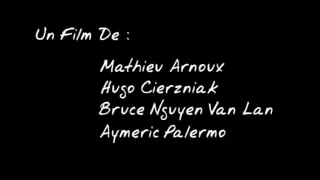 Un Film De :
Mathieu Arnoux
Hugo Cierzniak
Bruce Nguyen Van Lan
Aymeric Palermo